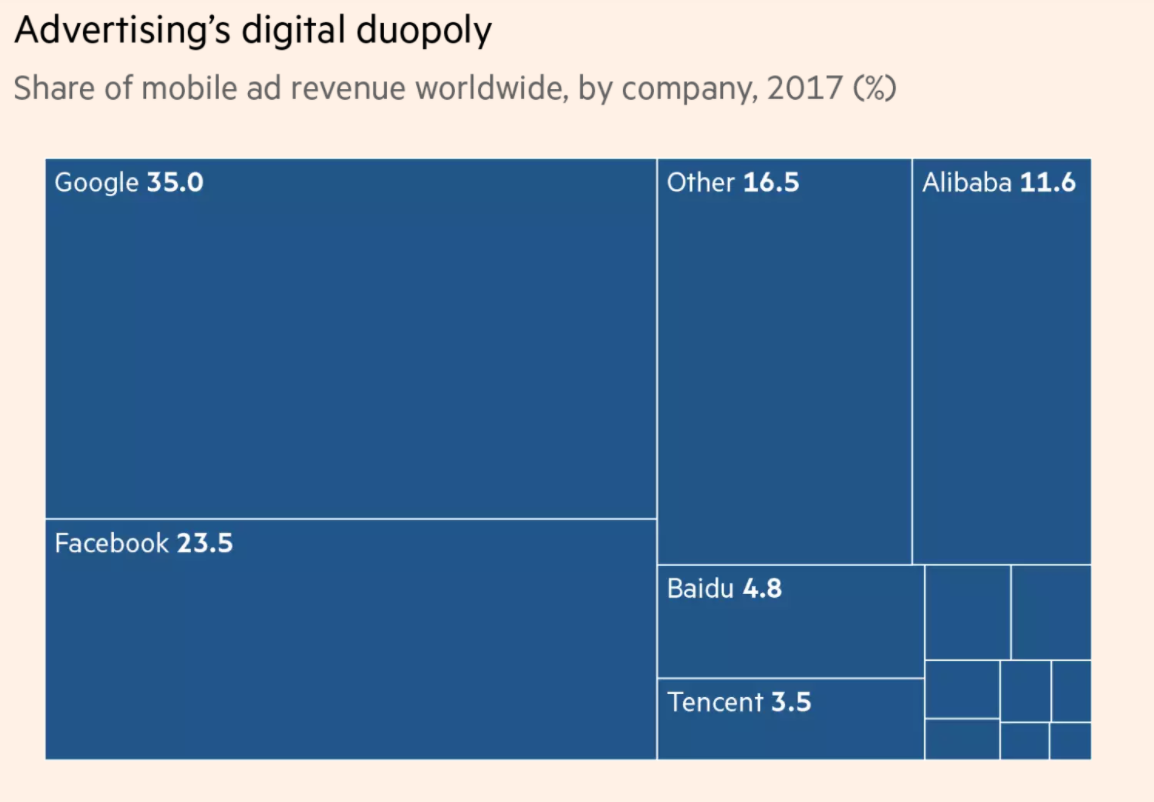 Advertising’s digital duopoly
Share of mobile ad revenue worldwide, by company, 2017 (%)
Google 35.0
Other 16.5
Alibaba 11.6
Facebook 23.5
Baidu 4.8
Tencent 3.5